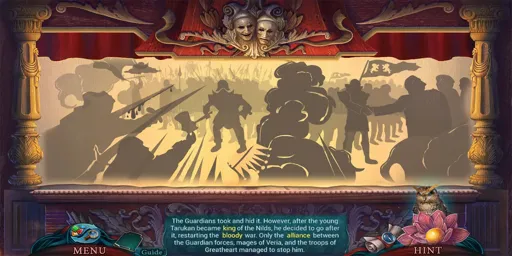 The Guardians took and hid it. However, after the young
Tarukan became king of the Nilds, he decided to go after
it, restarting the bloody war. Only the alliance between
the Guardian forces, mages of Veria, and the troops of
Greatheart managed to stop him.
MENU
Guide
HINT